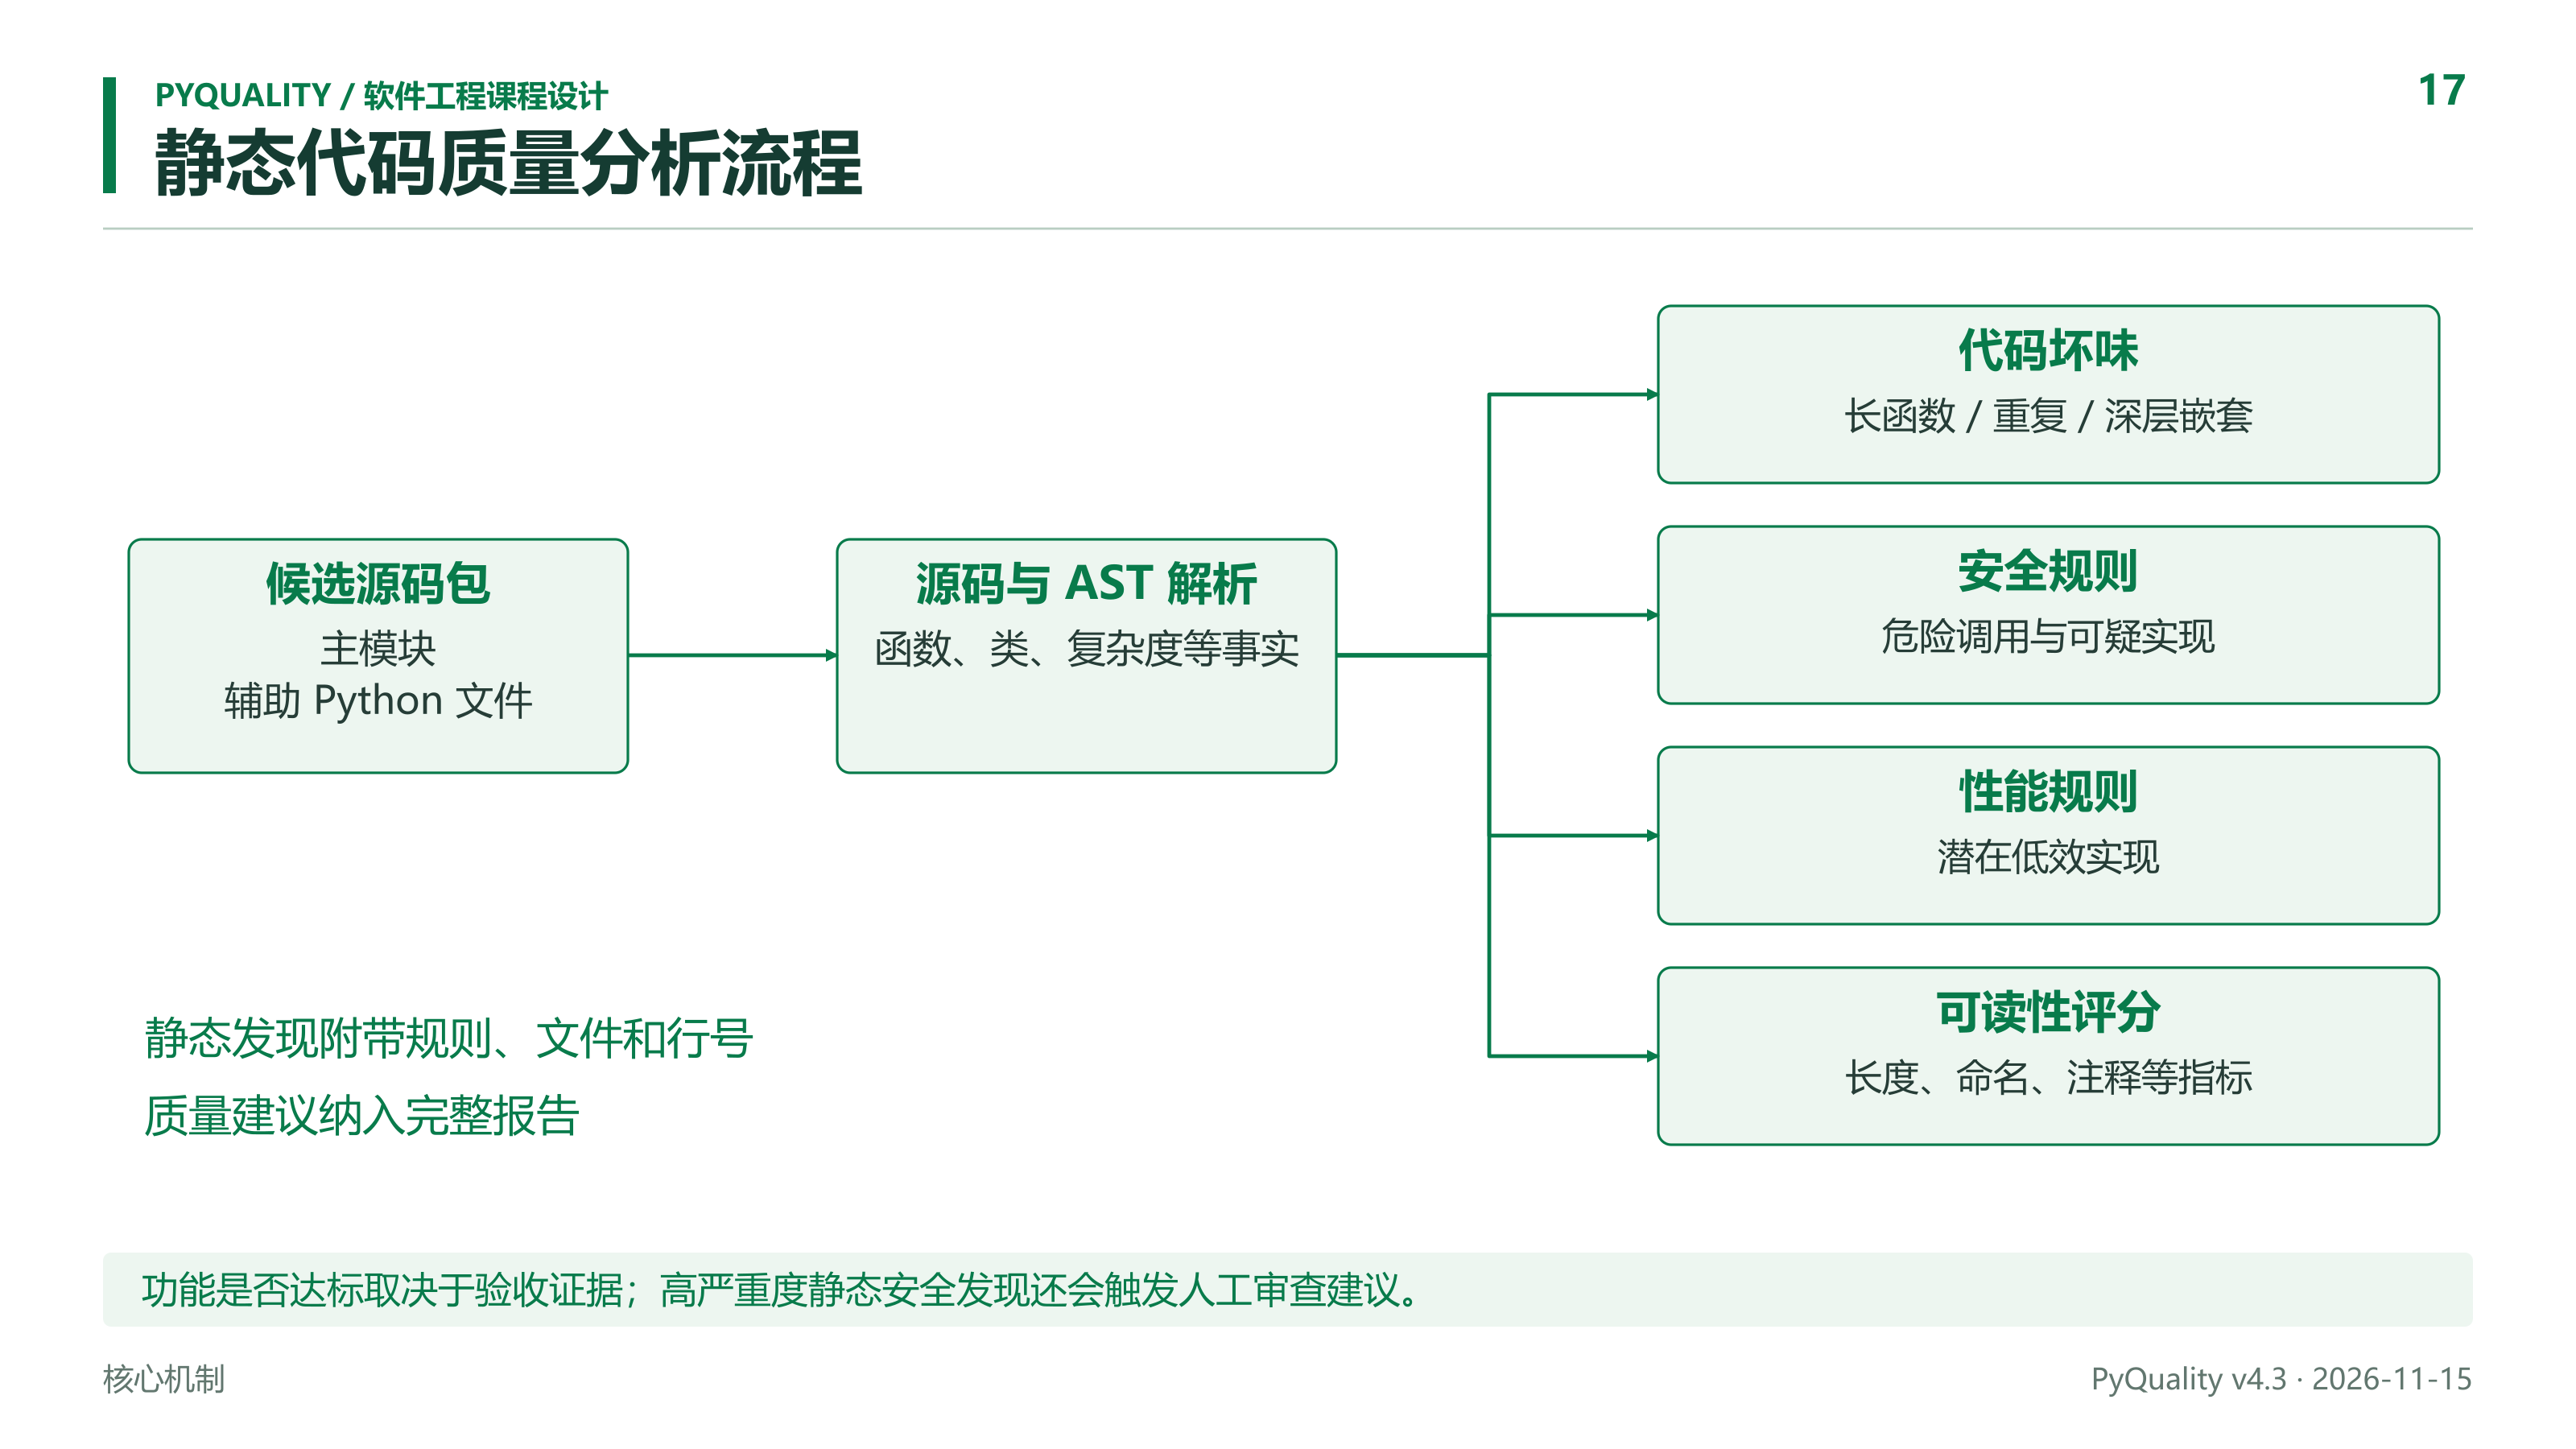 PYQUALITY / 软件工程课程设计
17
静态代码质量分析流程
代码坏味
长函数 / 重复 / 深层嵌套
候选源码包
主模块
辅助 Python 文件
源码与 AST 解析
函数、类、复杂度等事实
安全规则
危险调用与可疑实现
性能规则
潜在低效实现
可读性评分
长度、命名、注释等指标
静态发现附带规则、文件和行号
质量建议纳入完整报告
功能是否达标取决于验收证据；高严重度静态安全发现还会触发人工审查建议。
核心机制
PyQuality v4.3 · 2026-11-15